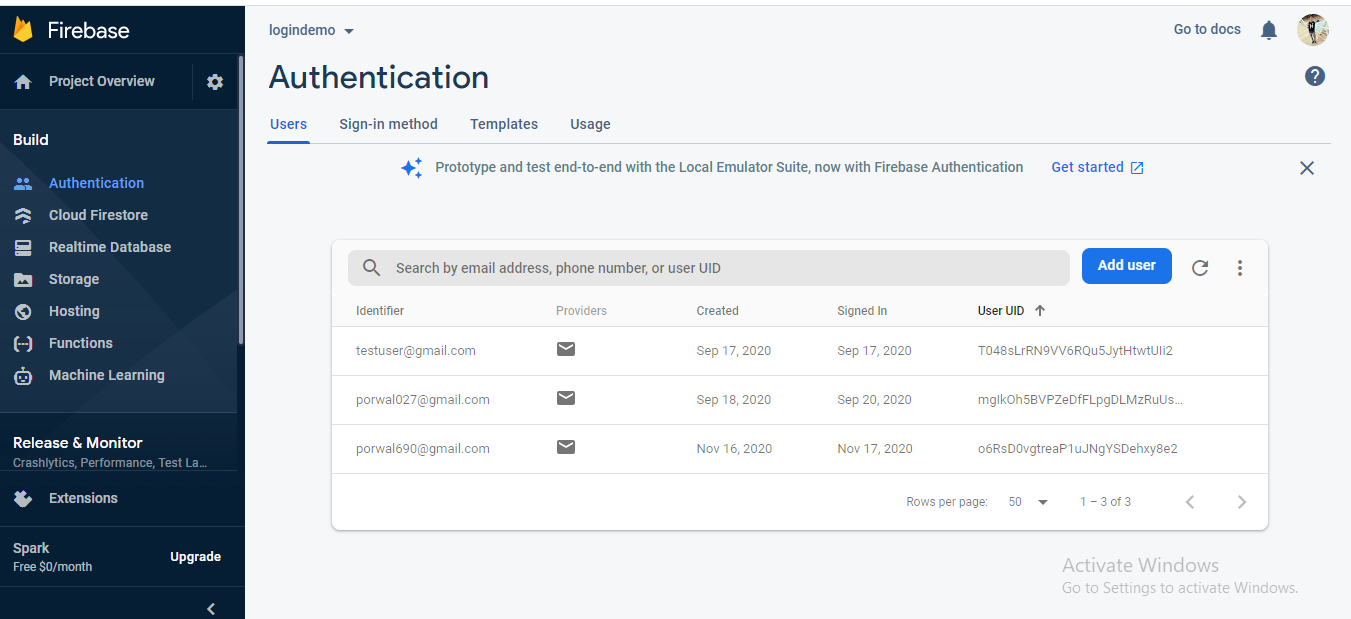 Firebase
Project Overview
Build
Authentication
Cloud Firestore
Realtime Database
Storage
Hosting
Functions
Machine Learning
Release & Monitor
Crashlytics, Performance, Test La...
Extensions
Spark
Free $0/month
Upgrade
logindemo
Go to docs
Authentication
Users Sign-in method Templates Usage
Prototype and test end-to-end with the Local Emulator Suite, now with Firebase Authentication Get started
Search by email address, phone number, or user UID
Add user
Identifier Providers Created Signed In User UID
testuser@gmail.com Sep 17, 2020 Sep 17, 2020 T048sLrRN9VV6RQu5JytHtwtUIi2
porwal027@gmail.com Sep 18, 2020 Sep 20, 2020 mgIkOh5BVPZeDfFLpgDLMzRuUs...
porwal690@gmail.com Nov 16, 2020 Nov 17, 2020 o6RsD0vgtreaP1uJNgYSDehxy8e2
Rows per page: 50 1 – 3 of 3
Activate Windows
Go to Settings to activate Windows.